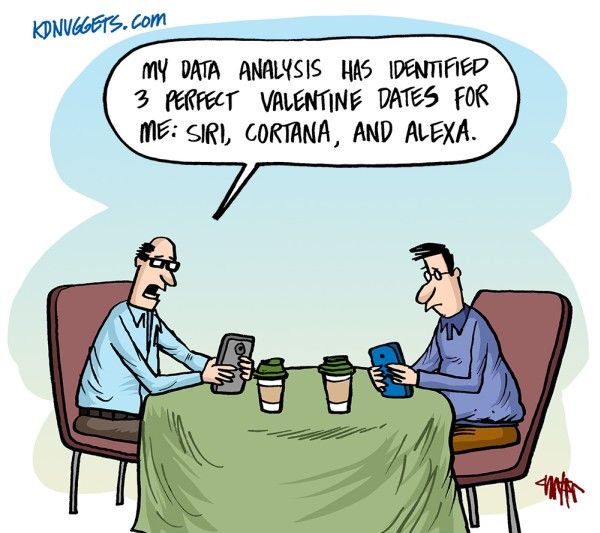 KDNUGGETS.com
MY DATA ANALYSIS HAS IDENTIFIED
3 PERFECT VALENTINE DATES FOR
ME: SIRI, CORTANA, AND ALEXA.